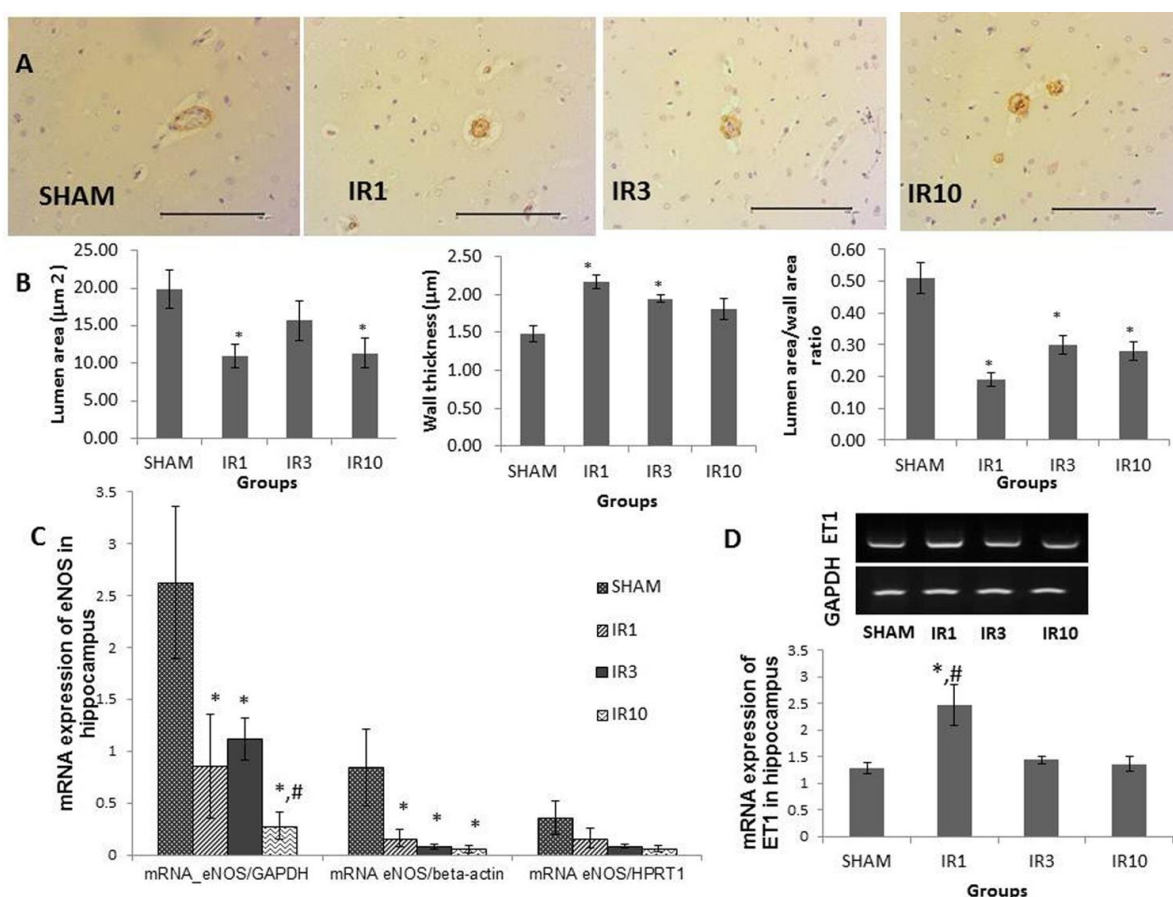 A
SHAM
IR1
IR3
IR10
B
Lumen area (µm 2)
25.00
20.00
15.00
10.00
5.00
0.00
*
*
SHAM IR1 IR3 IR10
Groups
Wall thickness (µm)
2.50
2.00
1.50
1.00
0.50
0.00
*
*
SHAM IR1 IR3 IR10
Groups
Lumen area/wall area
ratio
0.60
0.50
0.40
0.30
0.20
0.10
0.00
*
*
*
SHAM IR1 IR3 IR10
Groups
C
mRNA expression of eNOS in
hippocampus
3.5
3
2.5
2
1.5
1
0.5
0
* *
*,#
* * *
SHAM
IR1
IR3
IR10
mRNA_eNOS/GAPDH mRNA eNOS/beta-actin mRNA eNOS/HPRT1
D
ET1
GAPDH
SHAM IR1 IR3 IR10
mRNA expression of
ET1 in hippocampus
3.5
3
2.5
2
1.5
1
0.5
0
*,#
SHAM IR1 IR3 IR10
Groups